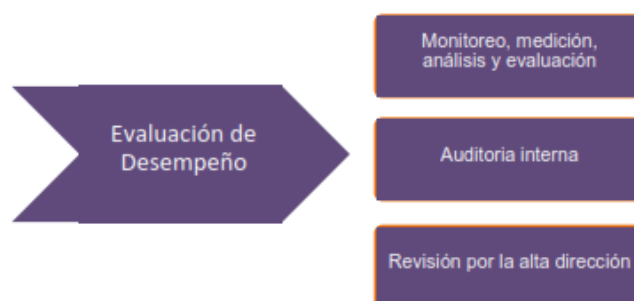 Evaluación de
Desempeño
Monitoreo, medición,
análisis y evaluación
Auditoria interna
Revisión por la alta dirección